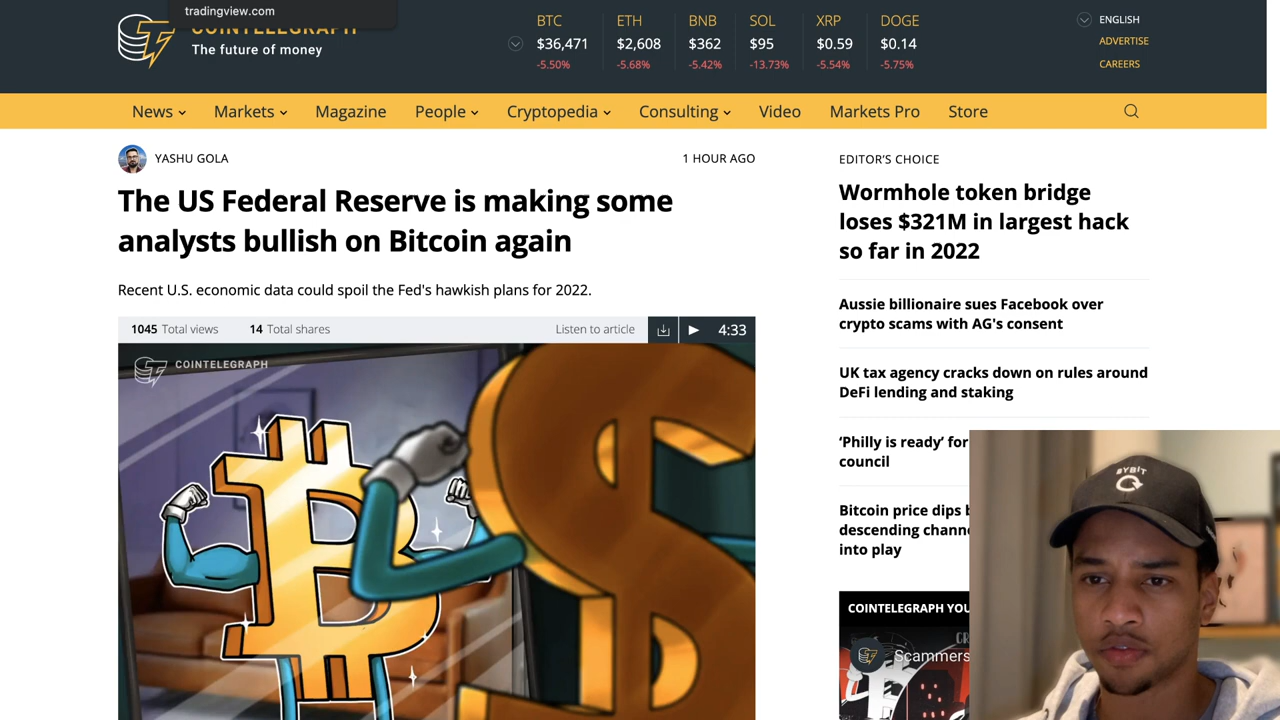 tradingview.com
COINTELEGRAPH
The future of money
BTC ETH BNB SOL XRP DOGE
$36,471 $2,608 $362 $95 $0.59 $0.14
-5.50% -5.68% -5.42% -13.73% -5.54% -5.75%
ENGLISH
ADVERTISE
CAREERS
News Markets Magazine People Cryptopedia Consulting Video Markets Pro Store
YASHU GOLA 1 HOUR AGO
The US Federal Reserve is making some
analysts bullish on Bitcoin again
Recent U.S. economic data could spoil the Fed's hawkish plans for 2022.
1045 Total views 14 Total shares Listen to article 4:33
COINTELEGRAPH
EDITOR'S CHOICE
Wormhole token bridge
loses $321M in largest hack
so far in 2022
Aussie billionaire sues Facebook over
crypto scams with AG's consent
UK tax agency cracks down on rules around
DeFi lending and staking
‘Philly is ready’ for
council
Bitcoin price dips
descending
into play
COINTELEGRAPH YOU
Scammers
BYBIT